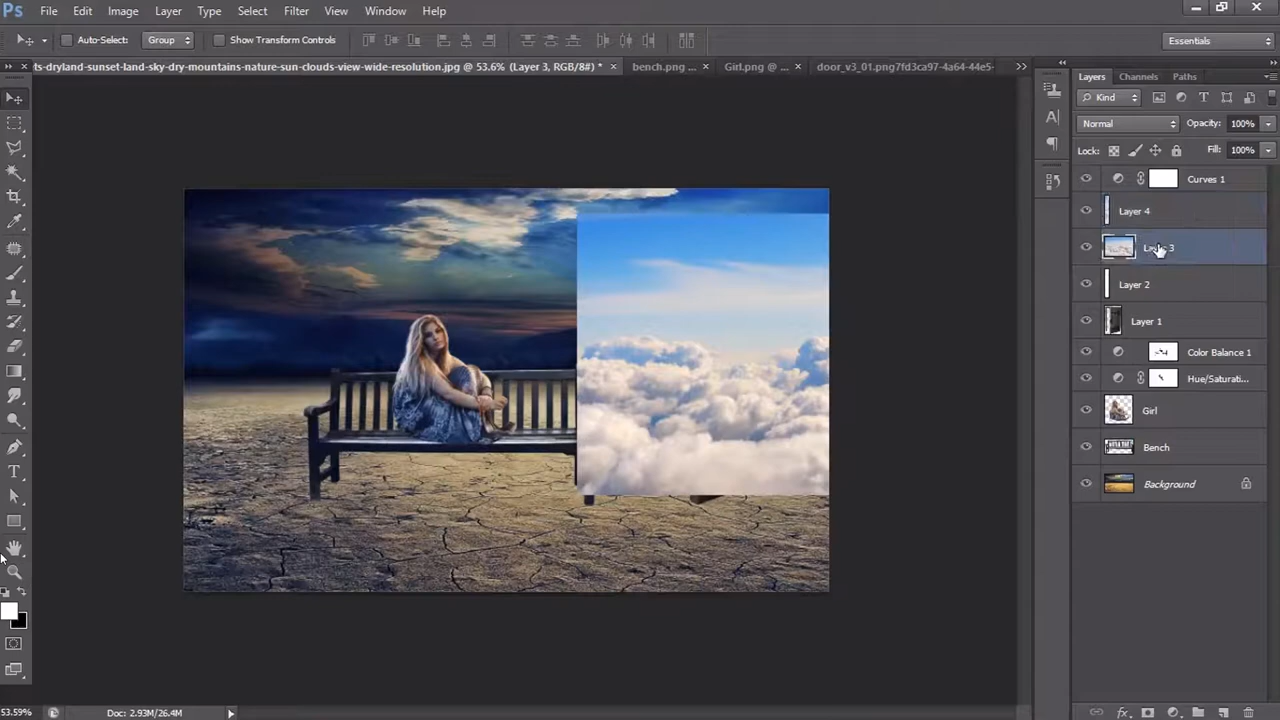 Ps File Edit Image Layer Type Select Filter View Window Help
Auto-Select: Group Show Transform Controls Essentials
ts-dryland-sunset-land-sky-dry-mountains-nature-sun-clouds-view-wide-resolution.jpg @ 53.6% (Layer 3, RGB/8#) * × bench.png ... × Girl.png @ ... × door_v3_01.png7fd3ca97-4a64-44e5- »
Layers Channels Paths
Kind
Normal Opacity: 100%
Lock: Fill: 100%
Curves 1
Layer 4
Layer 3
Layer 2
Layer 1
Color Balance 1
Hue/Saturati...
Girl
Bench
Background
53.59% Doc: 2.93M/26.4M